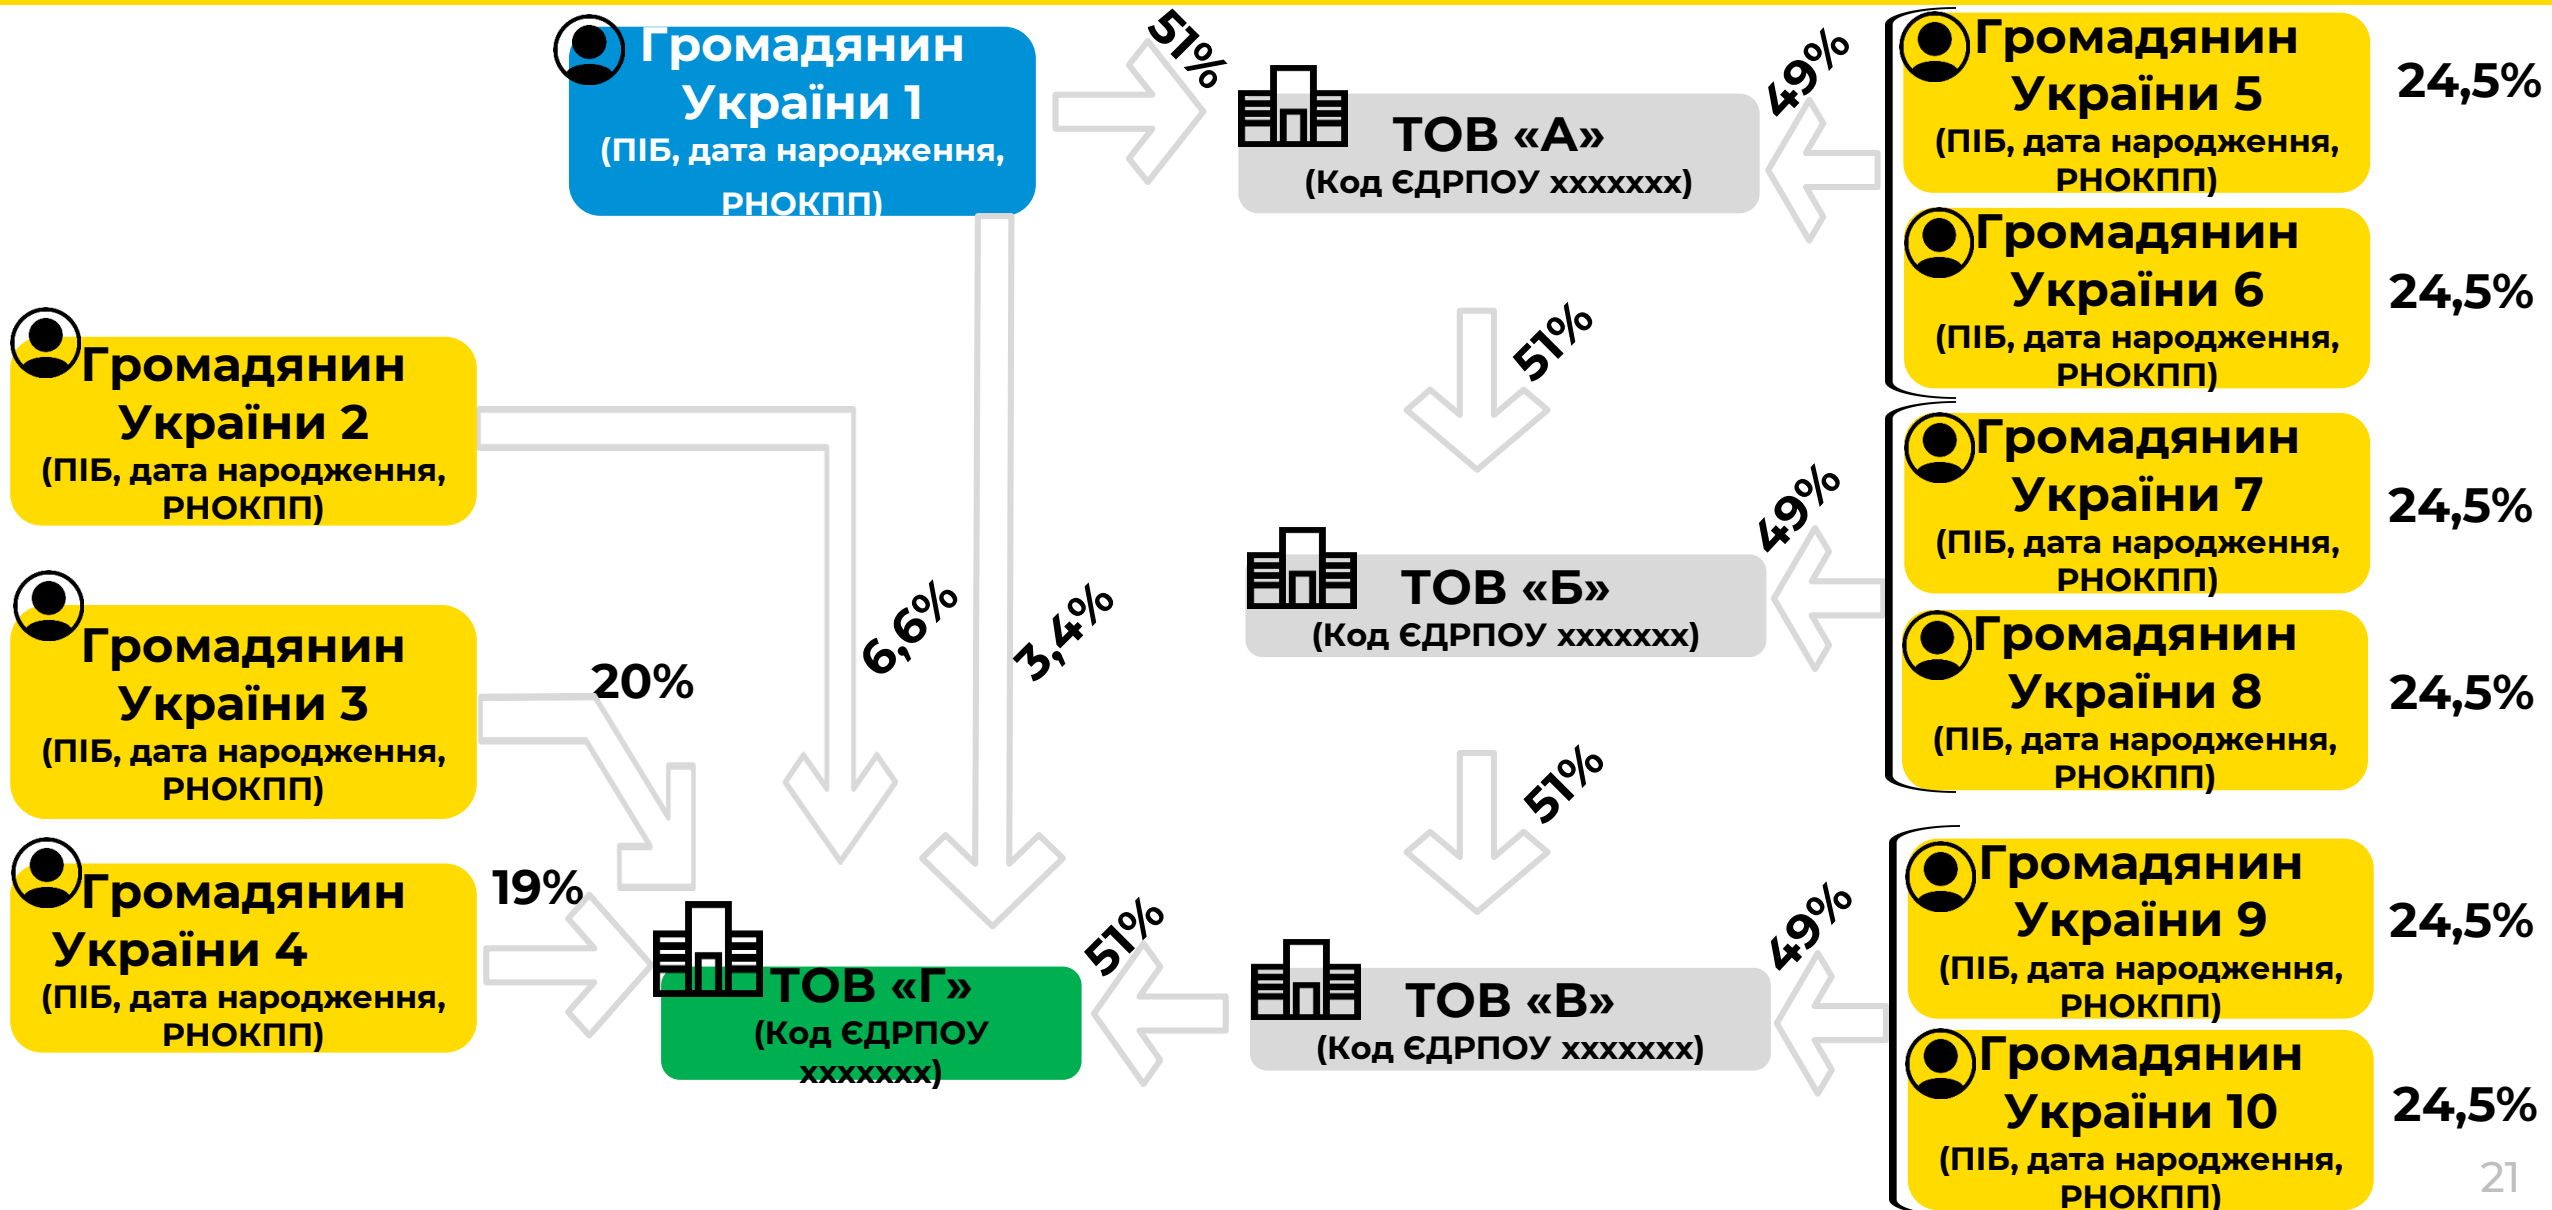 Громадянин
України 1
(ПІБ, дата народження,
РНОКПП)
51%
ТОВ «А»
(Код ЄДРПОУ xxxxxxx)
49%
Громадянин
України 5
(ПІБ, дата народження,
РНОКПП)
24,5%
Громадянин
України 6
(ПІБ, дата народження,
РНОКПП)
24,5%
51%
Громадянин
України 2
(ПІБ, дата народження,
РНОКПП)
6,6%
3,4%
ТОВ «Б»
(Код ЄДРПОУ xxxxxxx)
49%
Громадянин
України 7
(ПІБ, дата народження,
РНОКПП)
24,5%
Громадянин
України 8
(ПІБ, дата народження,
РНОКПП)
24,5%
Громадянин
України 3
(ПІБ, дата народження,
РНОКПП)
20%
51%
Громадянин
України 4
(ПІБ, дата народження,
РНОКПП)
19%
ТОВ «Г»
(Код ЄДРПОУ
xxxxxxx)
51%
ТОВ «В»
(Код ЄДРПОУ xxxxxxx)
49%
Громадянин
України 9
(ПІБ, дата народження,
РНОКПП)
24,5%
Громадянин
України 10
(ПІБ, дата народження,
РНОКПП)
24,5%
21